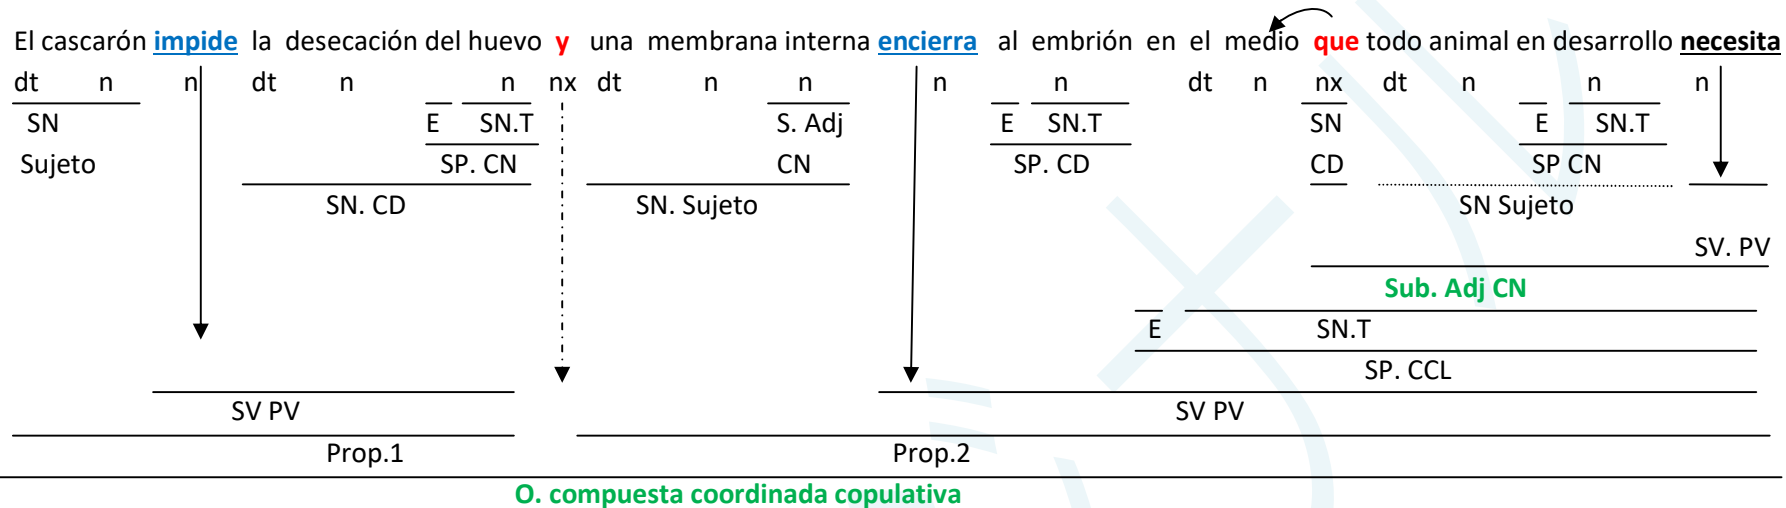 El cascarón impide la desecación del huevo y una membrana interna encierra al embrión en el medio que todo animal en desarrollo necesita
dt n n dt n n nx dt n n n n dt n nx dt n n n
SN E SN.T S. Adj E SN.T SN E SN.T
Sujeto SP. CN CN SP. CD CD SP CN
SN. CD SN. Sujeto SN Sujeto
SV. PV
Sub. Adj CN
E SN.T
SP. CCL
SV PV SV PV
Prop.1 Prop.2
O. compuesta coordinada copulativa